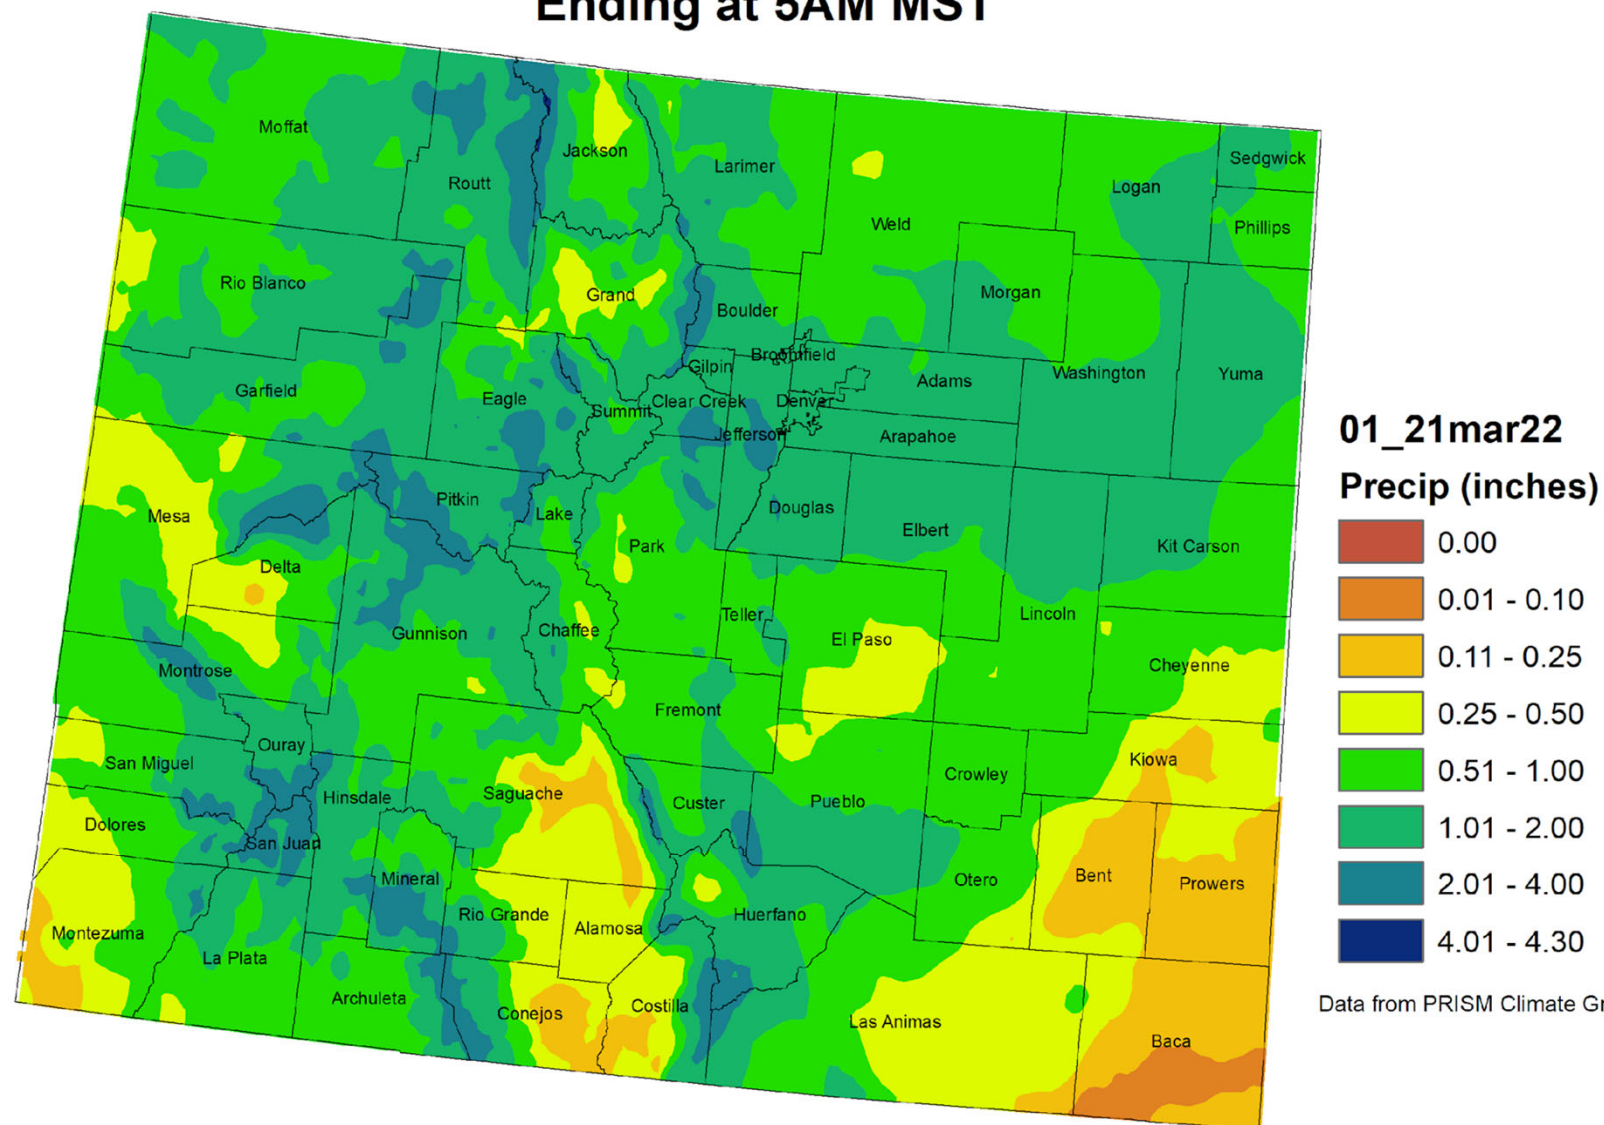 Ending at 5AM MST
Moffat
Routt
Jackson
Larimer
Weld
Logan
Sedgwick
Phillips
Rio Blanco
Grand
Boulder
Morgan
Broomfield
Gilpin
Garfield
Eagle
Summit
Clear Creek
Denver
Adams
Washington
Yuma
Jefferson
Arapahoe
Mesa
Pitkin
Lake
Park
Douglas
Elbert
Kit Carson
Delta
Gunnison
Chaffee
Teller
El Paso
Lincoln
Cheyenne
Montrose
Fremont
Ouray
San Miguel
Hinsdale
Saguache
Custer
Pueblo
Crowley
Kiowa
Dolores
San Juan
Mineral
Rio Grande
Alamosa
Huerfano
Otero
Bent
Prowers
Montezuma
La Plata
Archuleta
Conejos
Costilla
Las Animas
Baca
01_21mar22
Precip (inches)
0.00
0.01 - 0.10
0.11 - 0.25
0.25 - 0.50
0.51 - 1.00
1.01 - 2.00
2.01 - 4.00
4.01 - 4.30
Data from PRISM Climate Gr